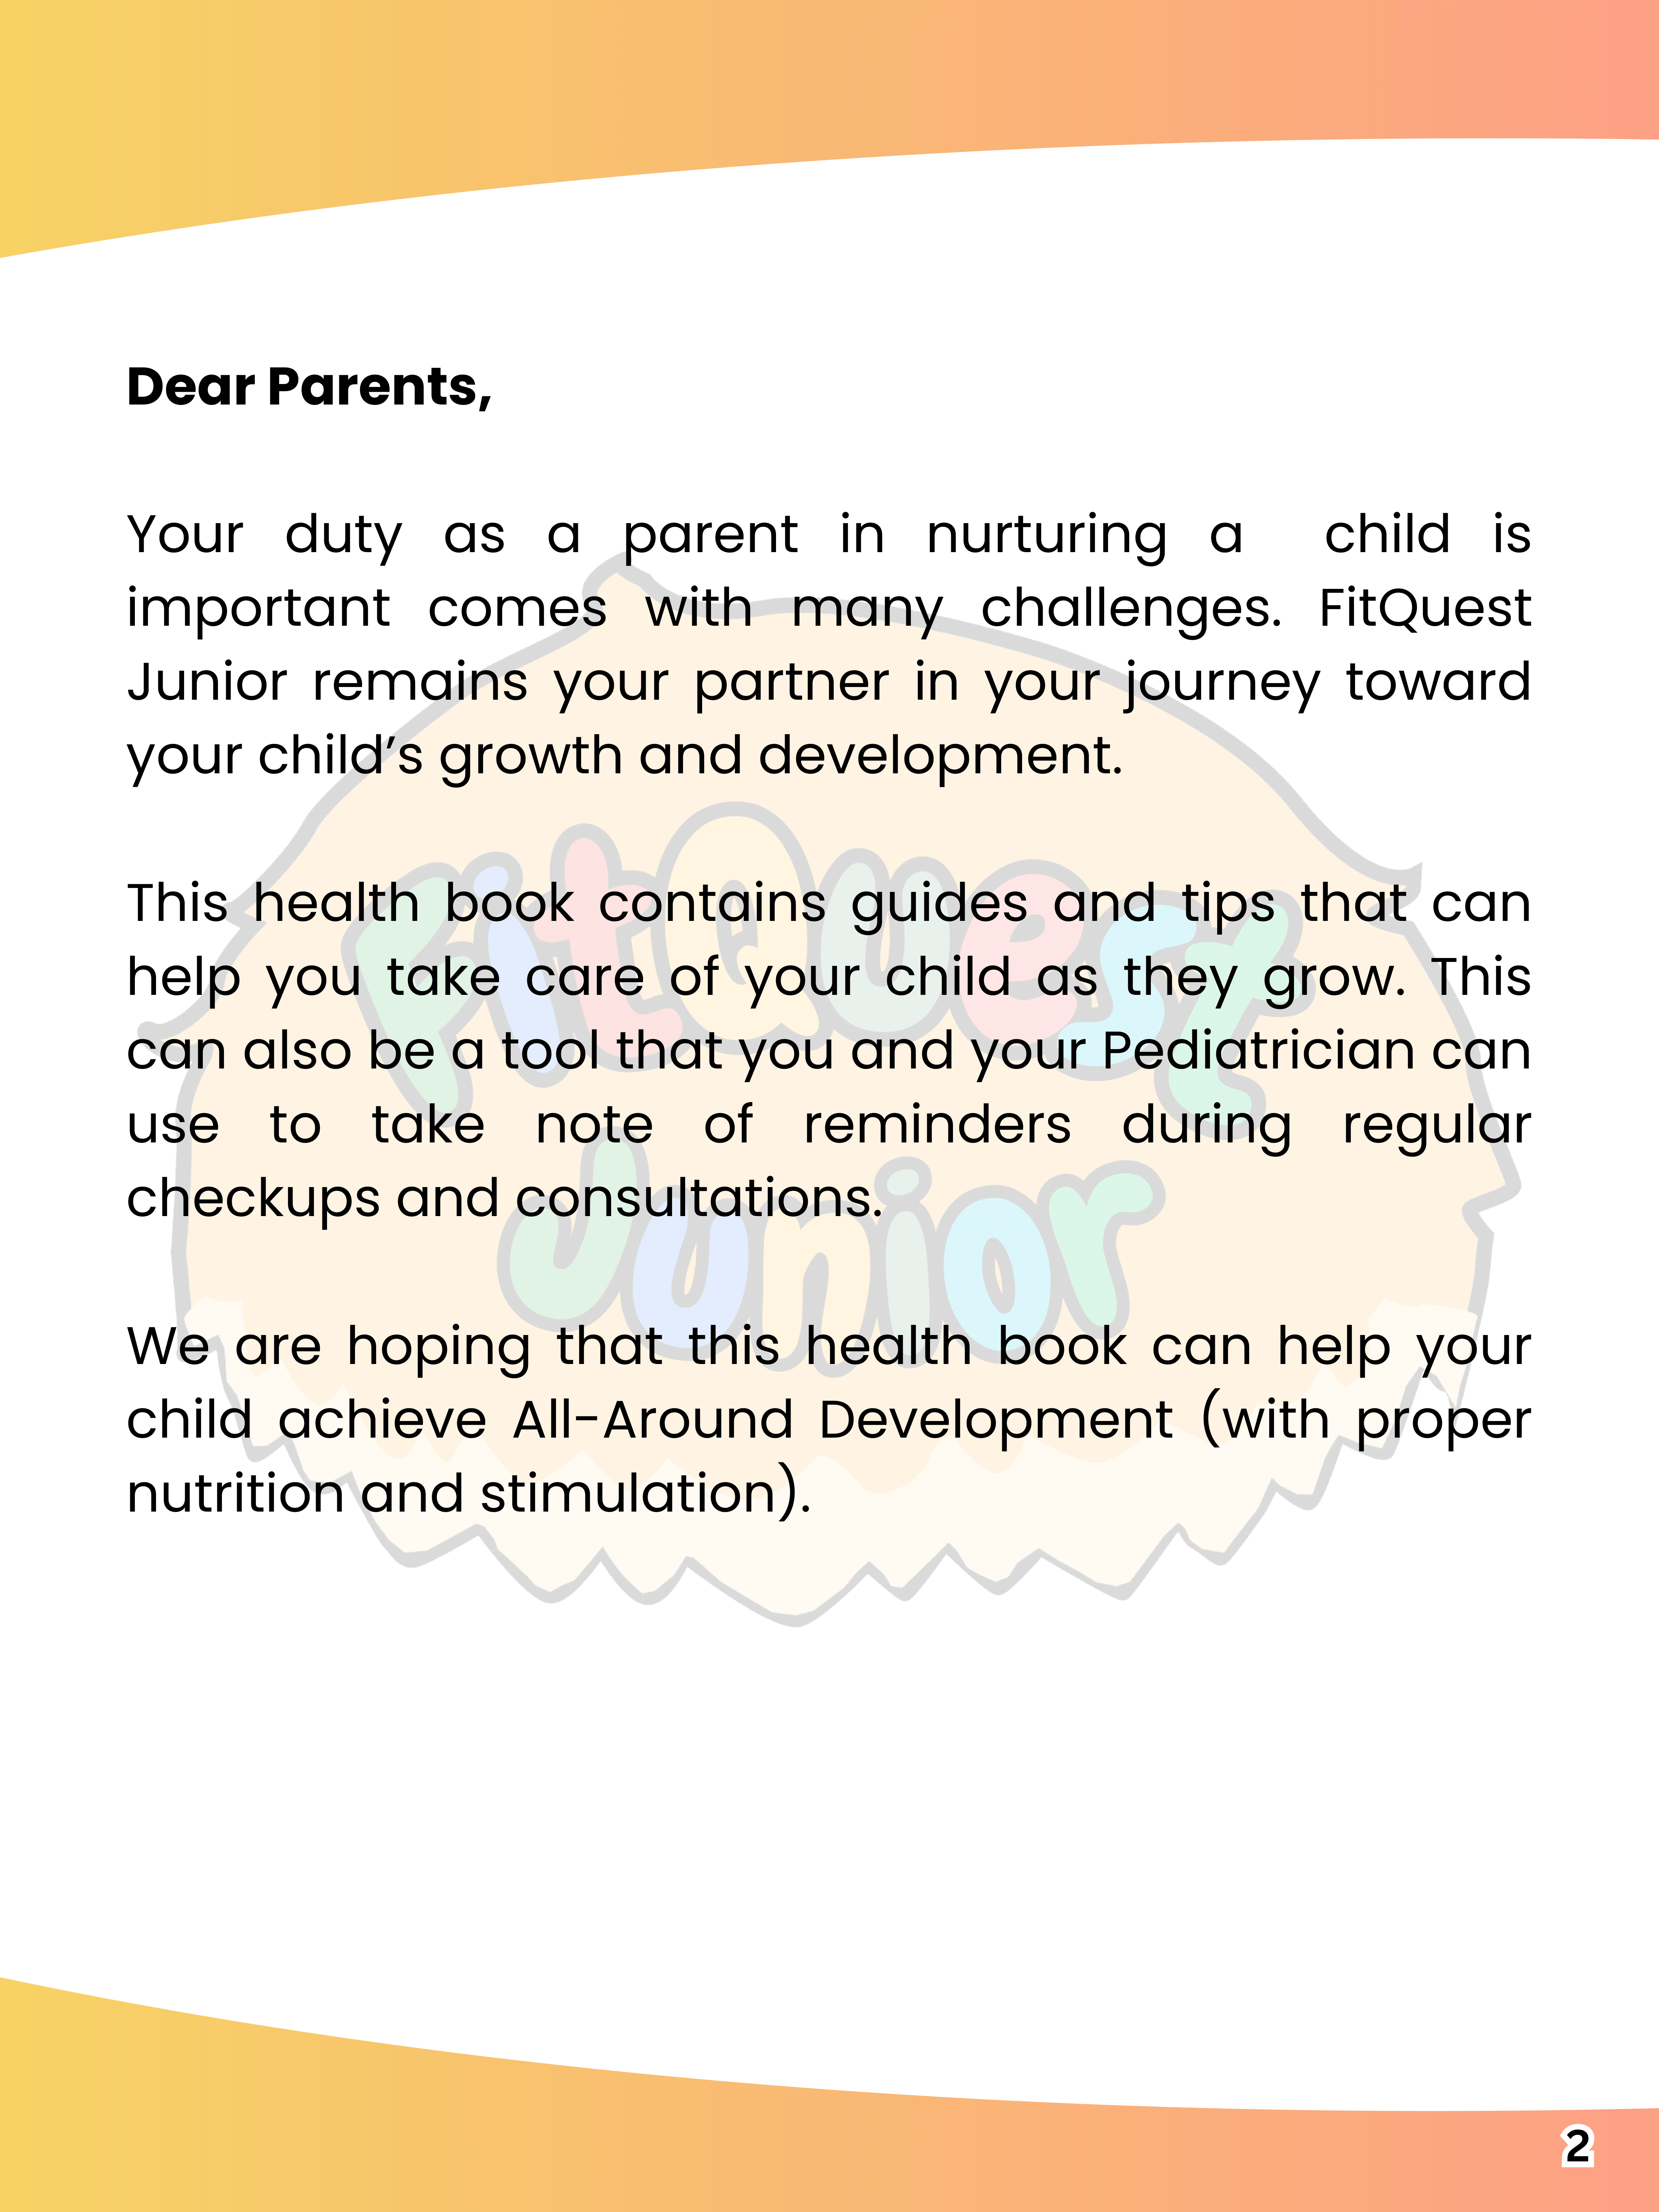 Dear Parents,
Your duty as a parent in nurturing a child is
important comes with many challenges. FitQuest
Junior remains your partner in your journey toward
your child’s growth and development.
This health book contains guides and tips that can
help you take care of your child as they grow. This
can also be a tool that you and your Pediatrician can
use to take note of reminders during regular
checkups and consultations.
We are hoping that this health book can help your
child achieve All-Around Development (with proper
nutrition and stimulation).
FitQuest
Junior
2